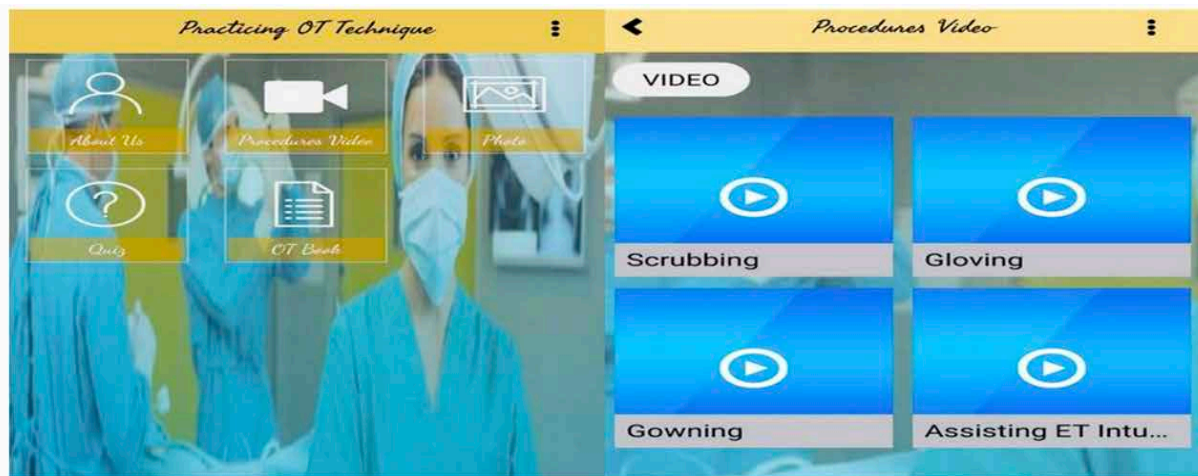 Practicing OT Technique
About Us
Procedures Video
Photo
Quiz
OT Book
Procedures Video
VIDEO
Scrubbing
Gloving
Gowning
Assisting ET Intu...